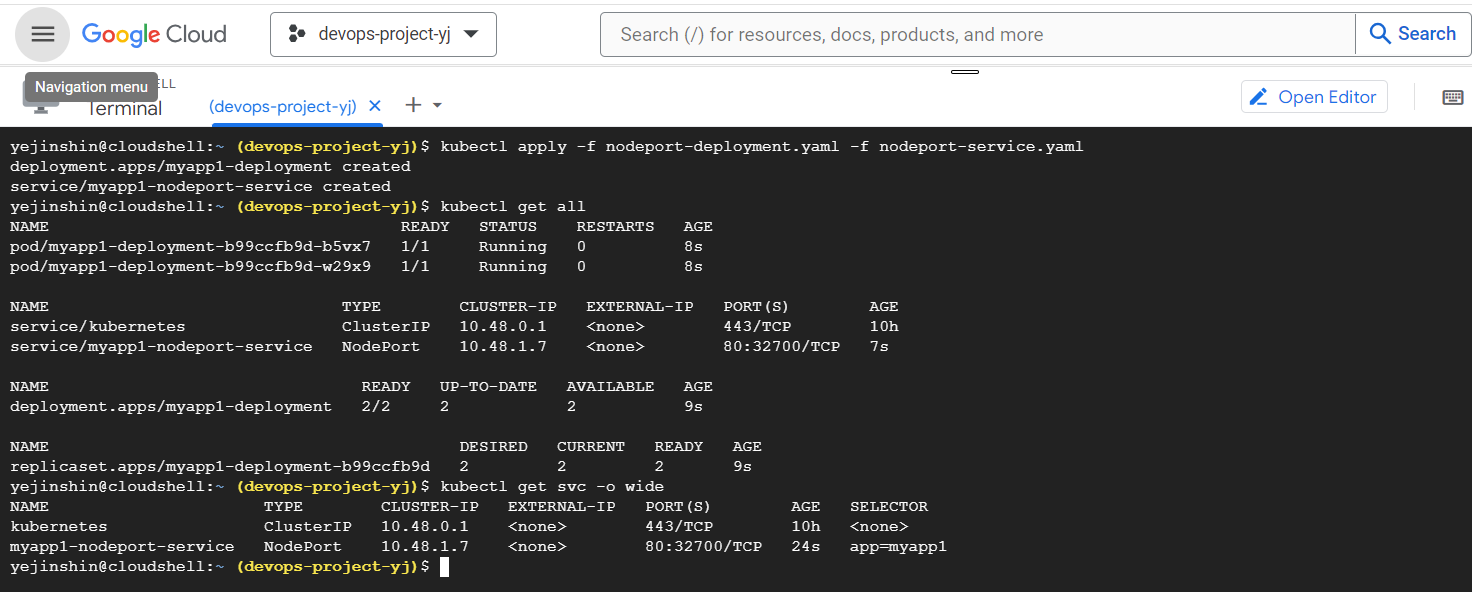 Google Cloud
devops-project-yj
Search (/) for resources, docs, products, and more
Search
Navigation menu
ELL
Terminal
(devops-project-yj)
Open Editor
yejinshin@cloudshell:~ (devops-project-yj)$ kubectl apply -f nodeport-deployment.yaml -f nodeport-service.yaml
deployment.apps/myapp1-deployment created
service/myapp1-nodeport-service created
yejinshin@cloudshell:~ (devops-project-yj)$ kubectl get all
NAME READY STATUS RESTARTS AGE
pod/myapp1-deployment-b99ccfb9d-b5vx7 1/1 Running 0 8s
pod/myapp1-deployment-b99ccfb9d-w29x9 1/1 Running 0 8s
NAME TYPE CLUSTER-IP EXTERNAL-IP PORT(S) AGE
service/kubernetes ClusterIP 10.48.0.1 <none> 443/TCP 10h
service/myapp1-nodeport-service NodePort 10.48.1.7 <none> 80:32700/TCP 7s
NAME READY UP-TO-DATE AVAILABLE AGE
deployment.apps/myapp1-deployment 2/2 2 2 9s
NAME DESIRED CURRENT READY AGE
replicaset.apps/myapp1-deployment-b99ccfb9d 2 2 2 9s
yejinshin@cloudshell:~ (devops-project-yj)$ kubectl get svc -o wide
NAME TYPE CLUSTER-IP EXTERNAL-IP PORT(S) AGE SELECTOR
kubernetes ClusterIP 10.48.0.1 <none> 443/TCP 10h <none>
myapp1-nodeport-service NodePort 10.48.1.7 <none> 80:32700/TCP 24s app=myapp1
yejinshin@cloudshell:~ (devops-project-yj)$